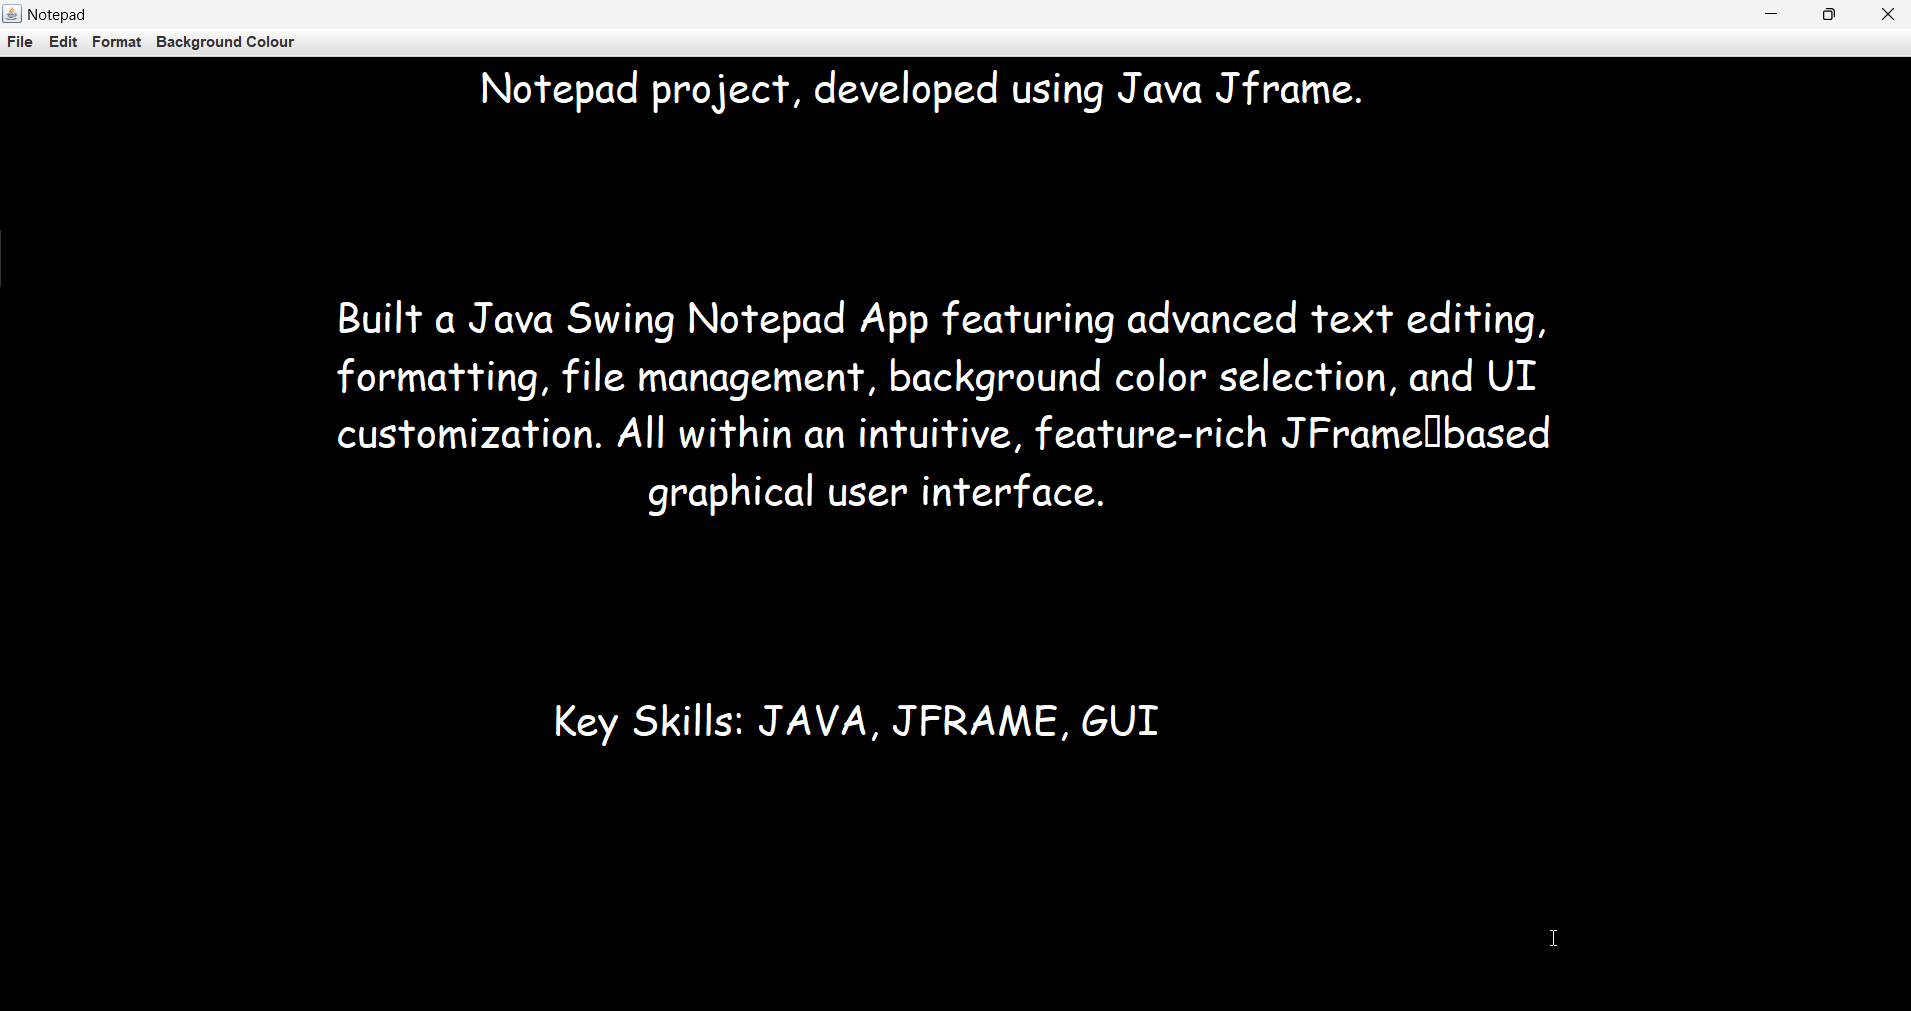 Notepad
File Edit Format Background Colour
Notepad project, developed using Java Jframe.
Built a Java Swing Notepad App featuring advanced text editing,
formatting, file management, background color selection, and UI
customization. All within an intuitive, feature-rich JFrame▯based
graphical user interface.
Key Skills: JAVA, JFRAME, GUI